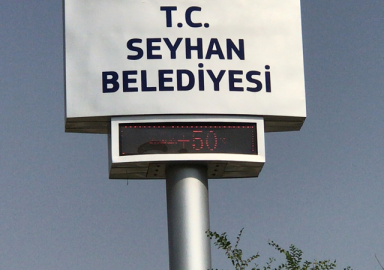 T.C.
SEYHAN
BELEDİYESİ
+50